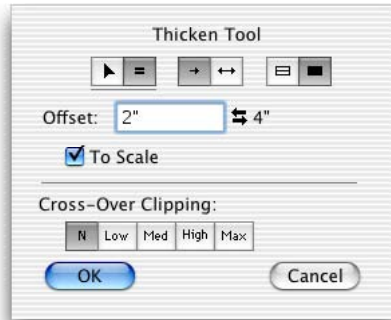 Thicken Tool
Offset: 2" 4"
To Scale
Cross-Over Clipping:
N Low Med High Max
OK Cancel